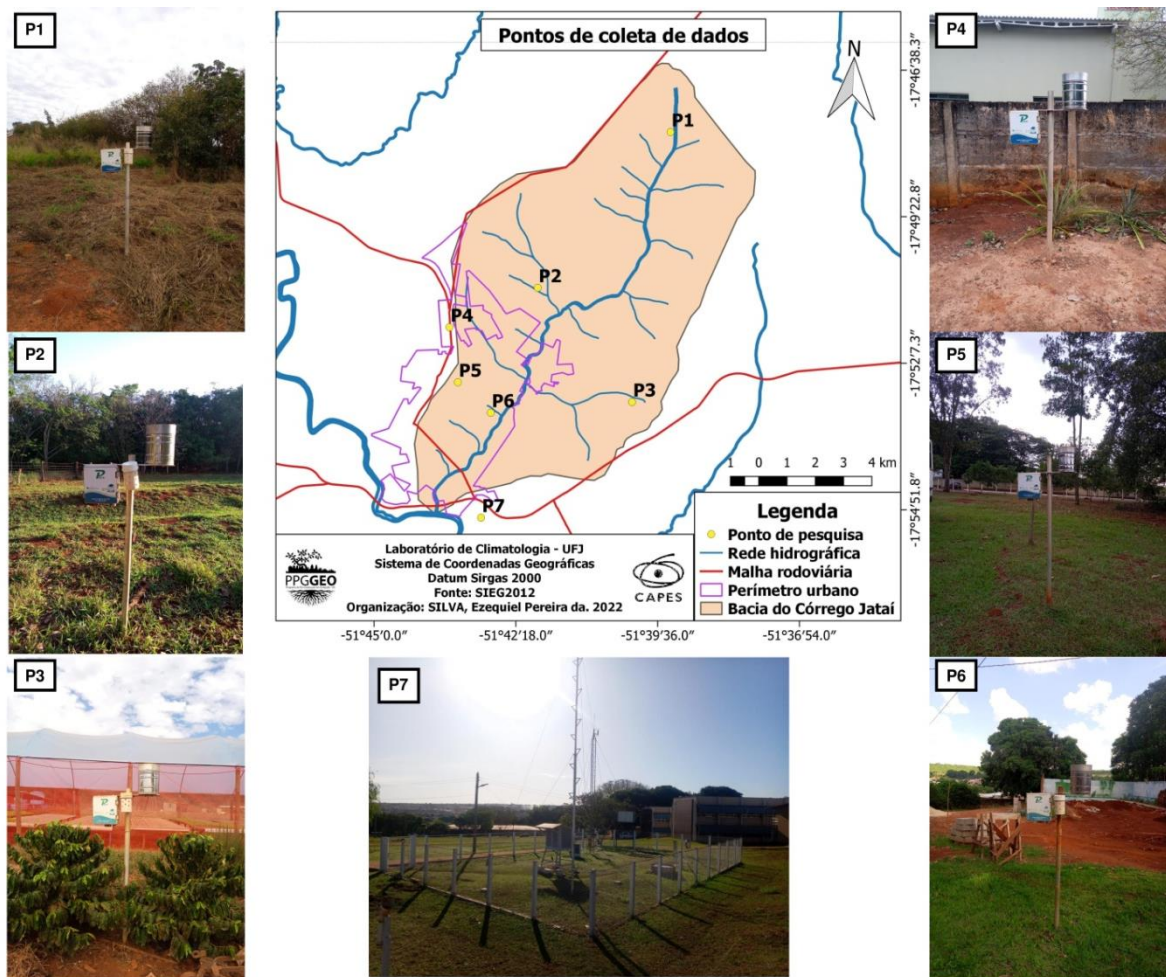 P1
P2
P3
Pontos de coleta de dados
N
P1
P2
P4
P5
P3
P6
P7
1 0 1 2 3 4 km
-17°46'38.3"
-17°49'22.8"
-17°52'7.3"
-17°54'51.8"
Legenda
Ponto de pesquisa
Rede hidrográfica
Malha rodoviária
Perímetro urbano
Bacia do Córrego Jataí
PPGGEO
Laboratório de Climatologia - UFJ
Sistema de Coordenadas Geográficas
Datum Sirgas 2000
Fonte: SIEG2012
Organização: SILVA, Ezequiel Pereira da. 2022
CAPES
-51°45'0.0"
-51°42'18.0"
-51°39'36.0"
-51°36'54.0"
P7
P4
P5
P6